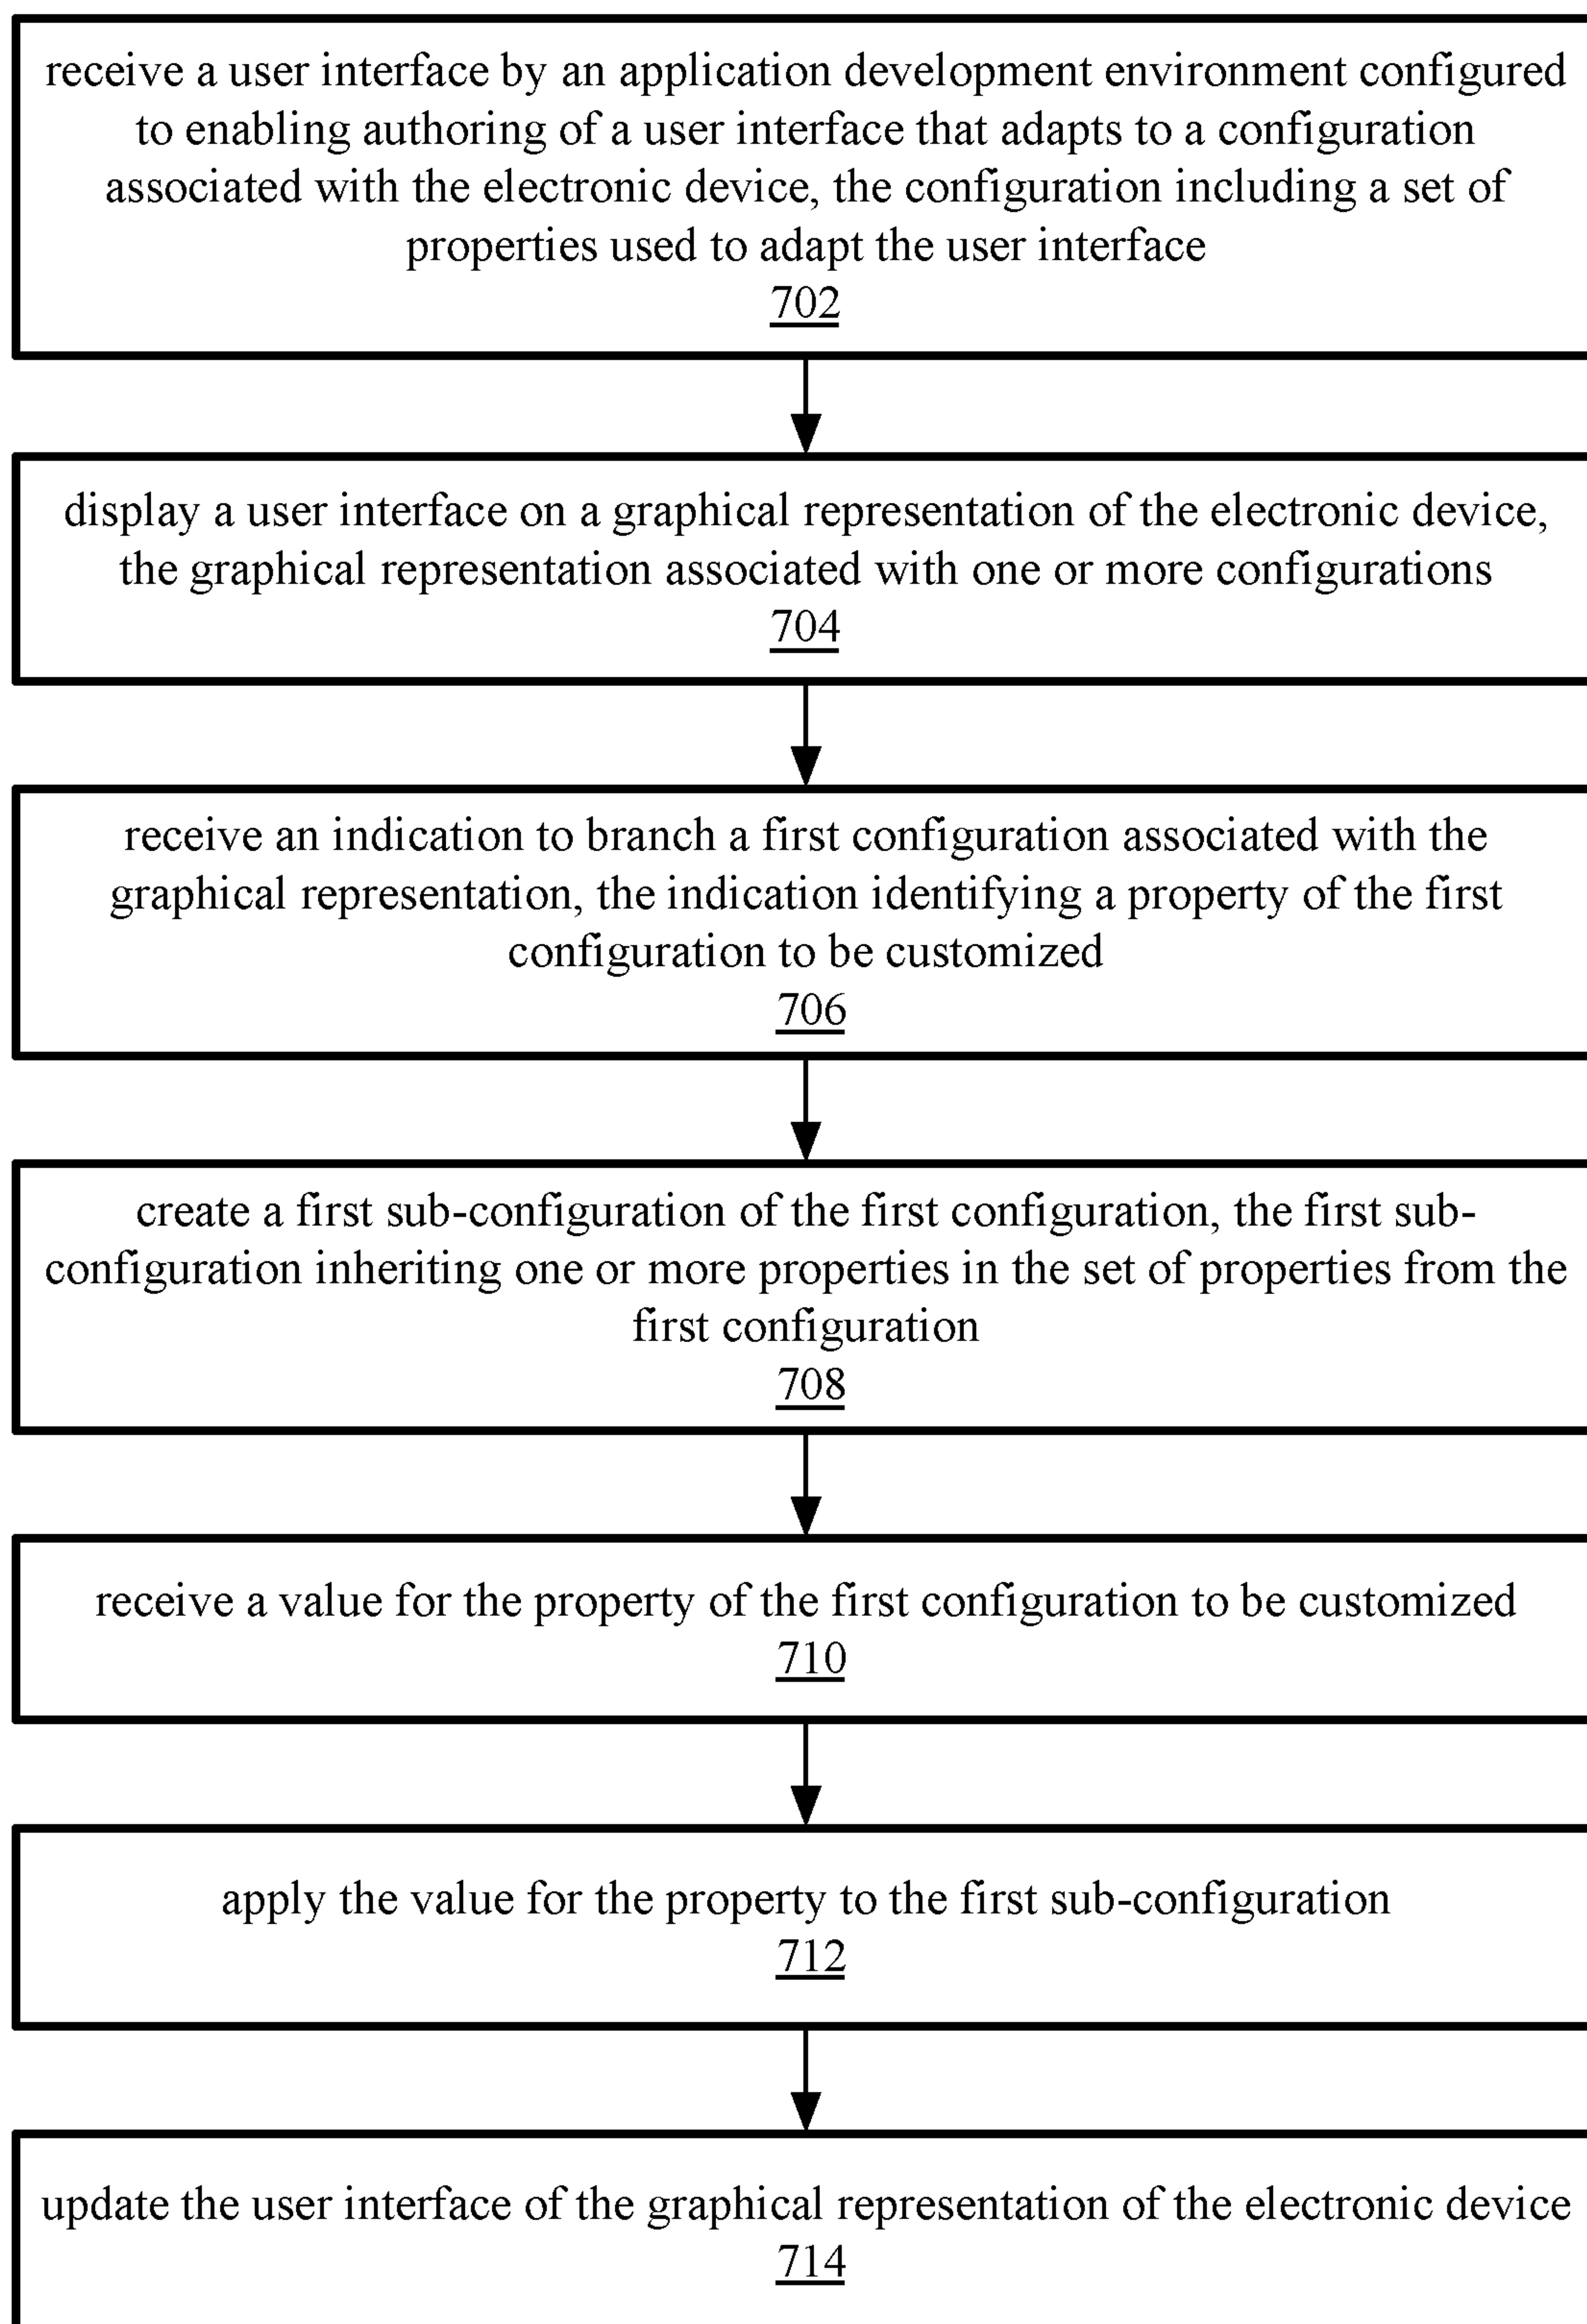 receive a user interface by an application development environment configured
to enabling authoring of a user interface that adapts to a configuration
associated with the electronic device, the configuration including a set of
properties used to adapt the user interface
702
display a user interface on a graphical representation of the electronic device,
the graphical representation associated with one or more configurations
704
receive an indication to branch a first configuration associated with the
graphical representation, the indication identifying a property of the first
configuration to be customized
706
create a first sub-configuration of the first configuration, the first sub-
configuration inheriting one or more properties in the set of properties from the
first configuration
708
receive a value for the property of the first configuration to be customized
710
apply the value for the property to the first sub-configuration
712
update the user interface of the graphical representation of the electronic device
714